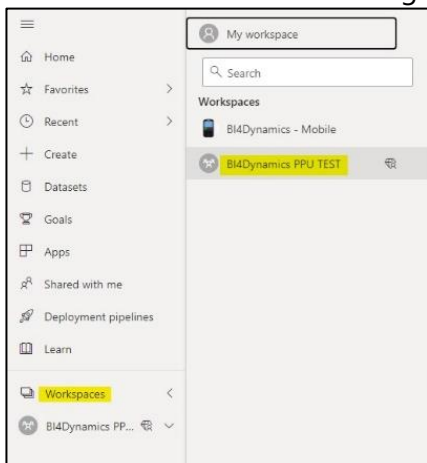 Home
Favorites
Recent
Create
Datasets
Goals
Apps
Shared with me
Deployment pipelines
Learn
Workspaces
BI4Dynamics PP...
My workspace
Search
Workspaces
BI4Dynamics - Mobile
BI4Dynamics PPU TEST